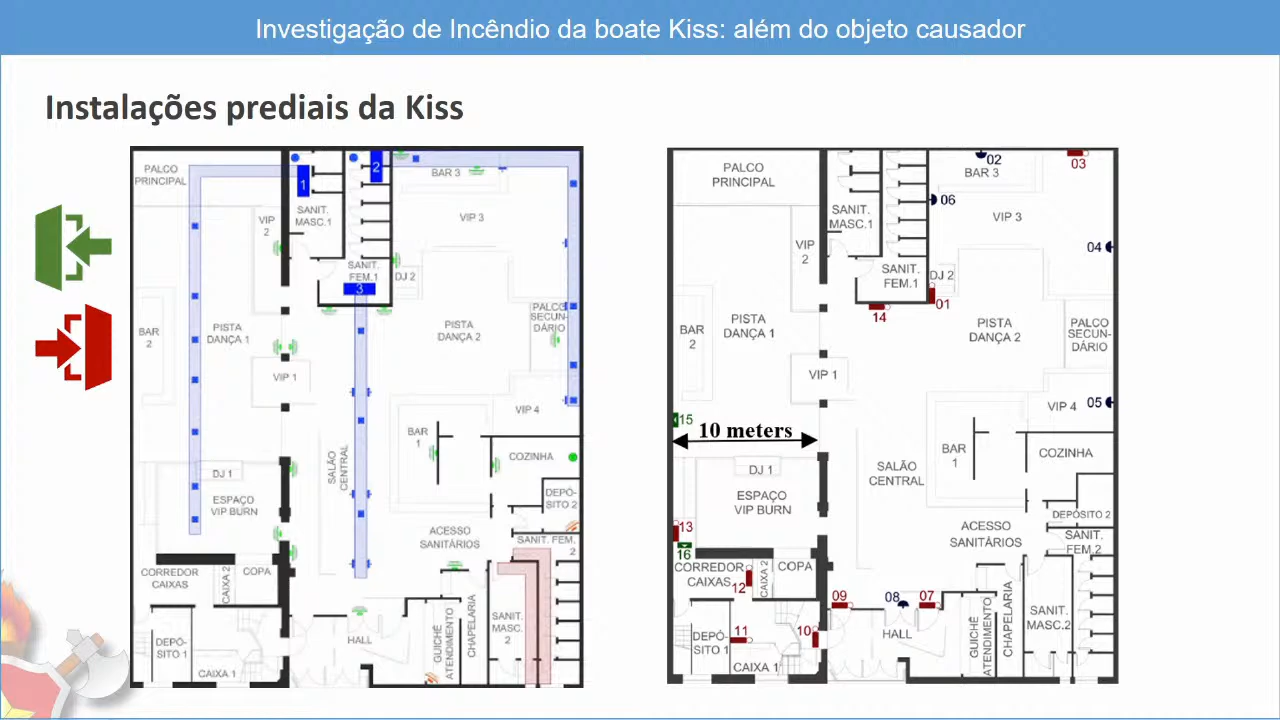 Investigação de Incêndio da boate Kiss: além do objeto causador
Instalações prediais da Kiss
PALCO
PRINCIPAL
1
2
BAR 3
SANIT.
MASC.1
VIP
2
VIP 3
SANIT.
FEM.1
3
DJ 2
BAR
2
PISTA
DANÇA 1
PISTA
DANÇA 2
PALCO
SECUN-
DÁRIO
VIP 1
VIP 4
BAR
1
COZINHA
SALÃO
CENTRAL
DJ 1
ESPAÇO
VIP BURN
DEPÓ-
SITO 2
ACESSO
SANITÁRIOS
SANIT. FEM.
2
CORREDOR
CAIXAS
CAIXA 2
COPA
SANIT.
MASC.
2
HALL
GUICHÊ
ATENDIMENTO
CHAPELARIA
DEPÓ-
SITO 1
CAIXA 1
PALCO
PRINCIPAL
02
03
BAR 3
SANIT.
MASC.1
06
VIP 3
VIP
2
04
SANIT.
FEM.1
DJ 2
01
14
BAR
2
PISTA
DANÇA 1
PISTA
DANÇA 2
PALCO
SECUN-
DÁRIO
VIP 1
05
VIP 4
15
10 meters
BAR
1
COZINHA
DJ 1
SALÃO
CENTRAL
ESPAÇO
VIP BURN
DEPÓSITO 2
13
16
ACESSO
SANITÁRIOS
SANIT.
FEM.2
CORREDOR
CAIXAS
12
CAIXA 2
COPA
09
08
07
11
10
HALL
GUICHÊ
ATENDIMENTO
CHAPELARIA
SANIT.
MASC.2
DEPÓ-
SITO 1
CAIXA 1